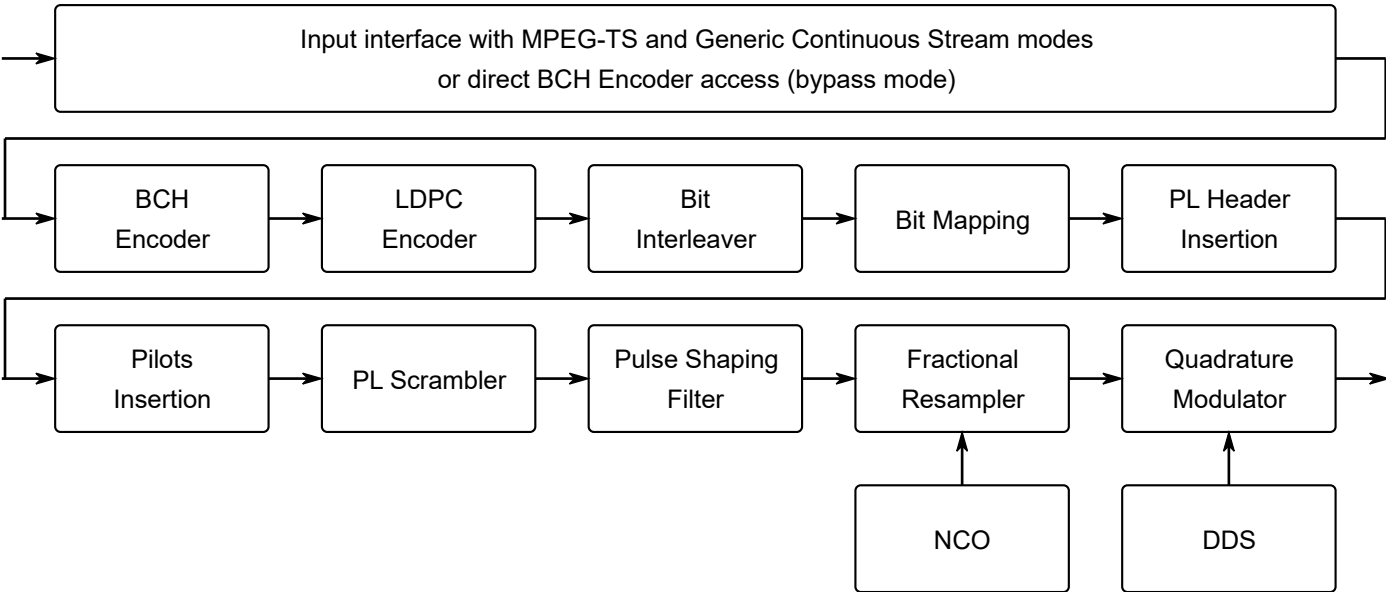 Input interface with MPEG-TS and Generic Continuous Stream modes
or direct BCH Encoder access (bypass mode)
BCH
Encoder
LDPC
Encoder
Bit
Interleaver
Bit Mapping
PL Header
Insertion
Pilots
Insertion
PL Scrambler
Pulse Shaping
Filter
Fractional
Resampler
Quadrature
Modulator
NCO
DDS